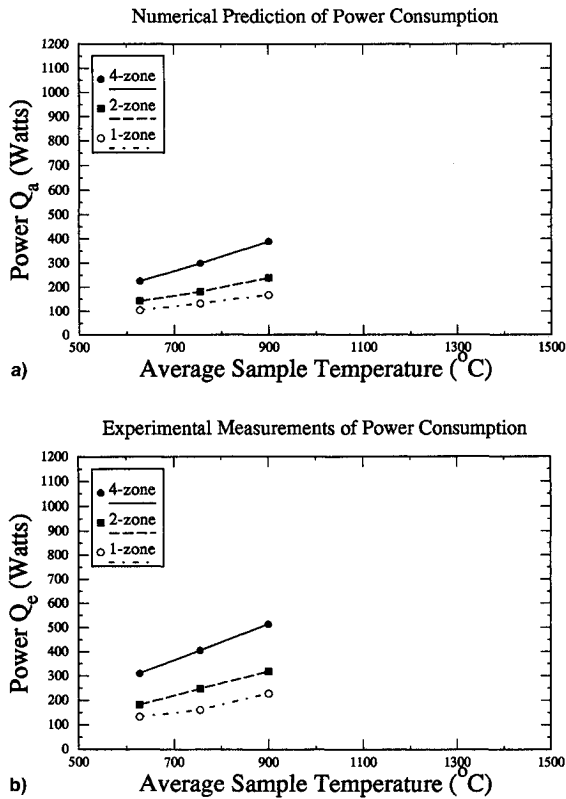 Numerical Prediction of Power Consumption
1200
1100
1000
900
800
700
600
500
400
300
200
100
0
Power Qa (Watts)
4-zone
2-zone
1-zone
500 700 900 1100 1300 1500
a) Average Sample Temperature (°C)
Experimental Measurements of Power Consumption
1200
1100
1000
900
800
700
600
500
400
300
200
100
0
Power Qe (Watts)
4-zone
2-zone
1-zone
500 700 900 1100 1300 1500
b) Average Sample Temperature (°C)